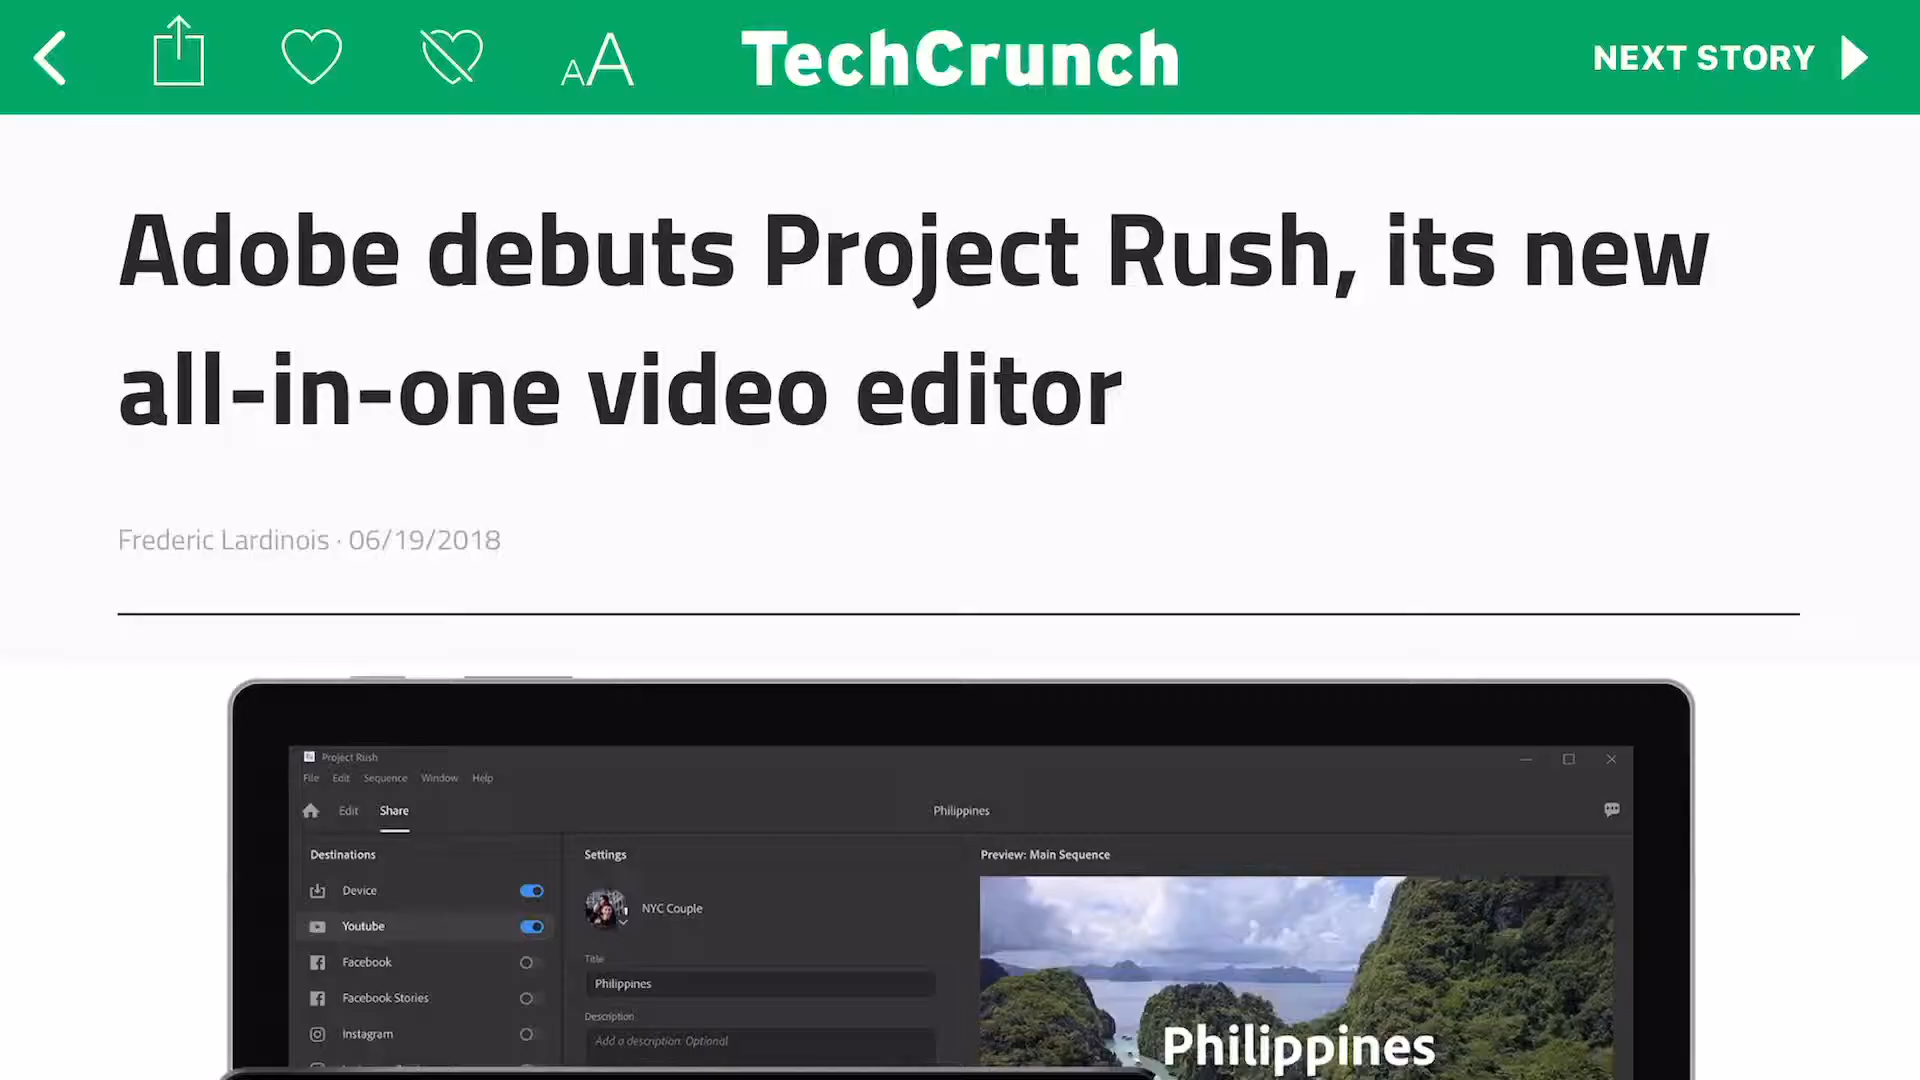 AA TechCrunch NEXT STORY
Adobe debuts Project Rush, its new
all-in-one video editor
Frederic Lardinois · 06/19/2018
Project Rush
File Edit Sequence Window Help
Edit Share Philippines
Destinations
Device
Youtube
Facebook
Facebook Stories
Instagram
Settings
NYC Couple
Title
Philippines
Description
Add a description: Optional
Preview: Main Sequence
Philippines